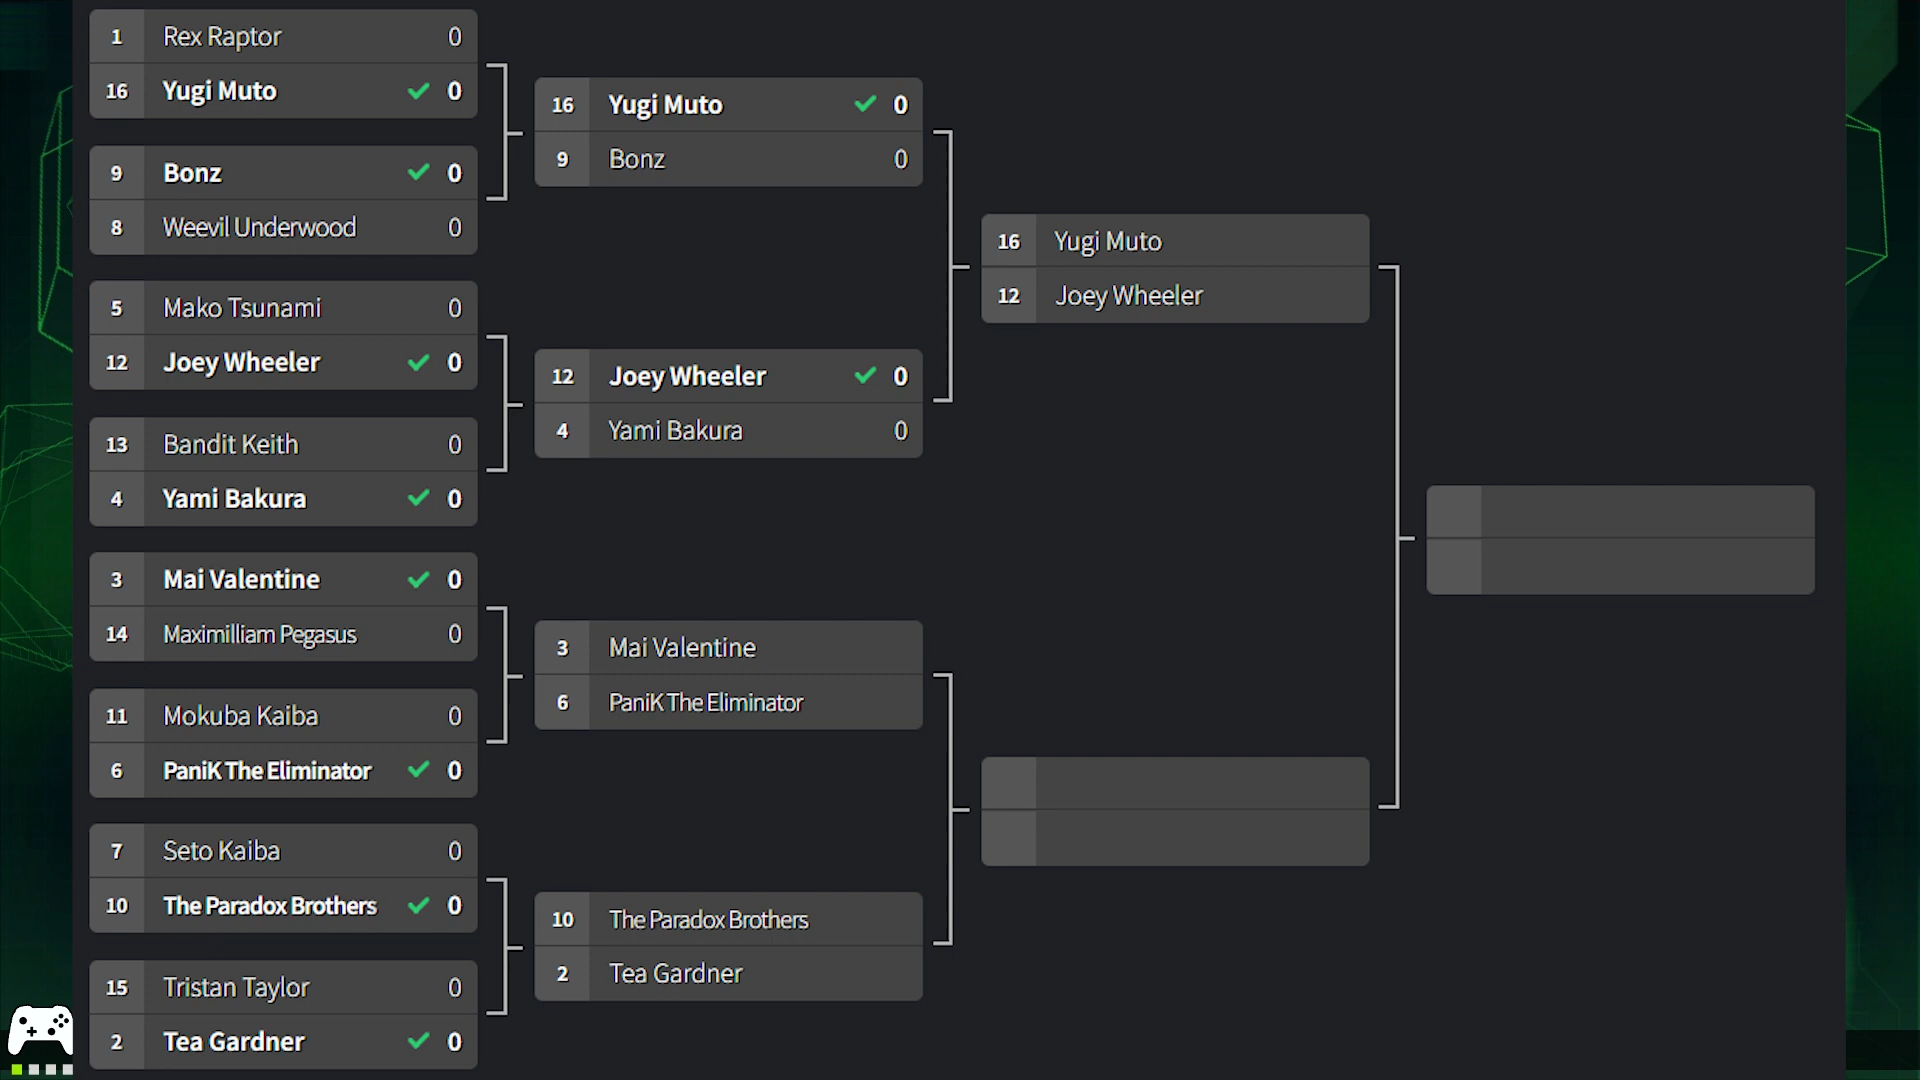 1 Rex Raptor 0
16 Yugi Muto 0
9 Bonz 0
8 Weevil Underwood 0
5 Mako Tsunami 0
12 Joey Wheeler 0
13 Bandit Keith 0
4 Yami Bakura 0
3 Mai Valentine 0
14 Maximilliam Pegasus 0
11 Mokuba Kaiba 0
6 PaniK The Eliminator 0
7 Seto Kaiba 0
10 The Paradox Brothers 0
15 Tristan Taylor 0
2 Tea Gardner 0
16 Yugi Muto 0
9 Bonz 0
12 Joey Wheeler 0
4 Yami Bakura 0
3 Mai Valentine
6 PaniK The Eliminator
10 The Paradox Brothers
2 Tea Gardner
16 Yugi Muto
12 Joey Wheeler